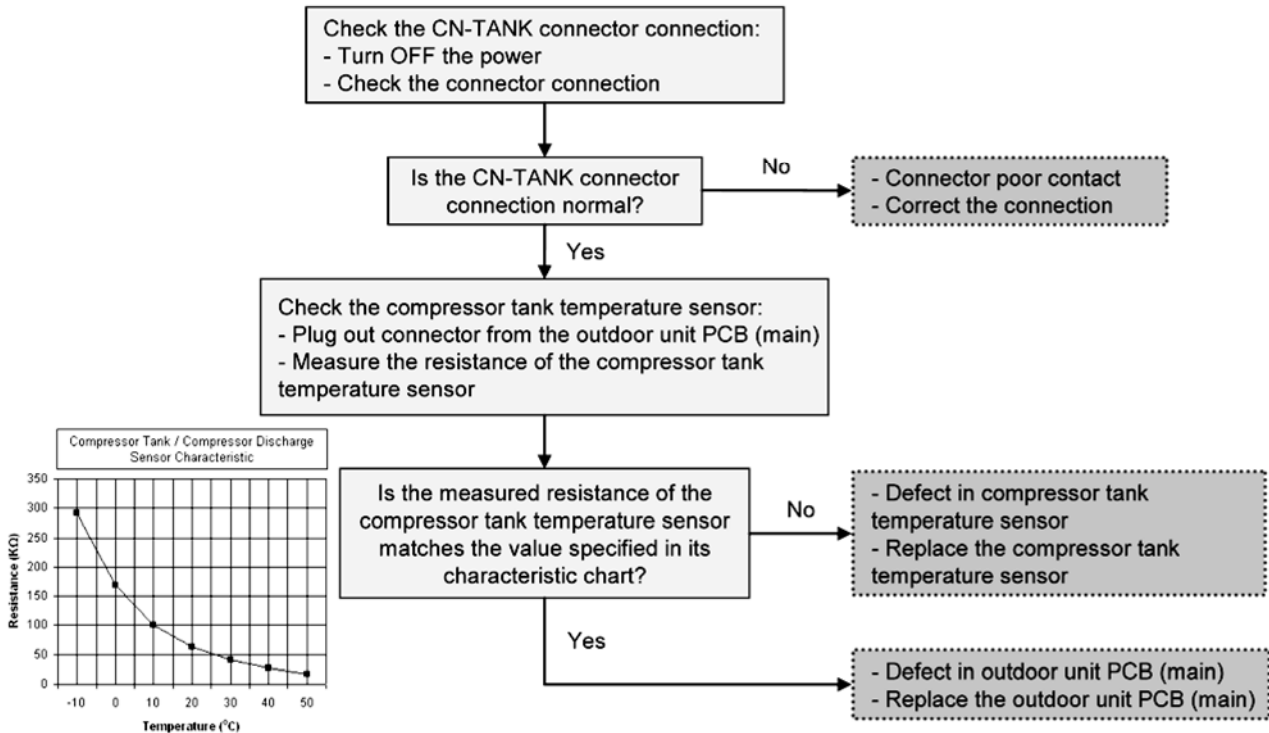 Check the CN-TANK connector connection:
- Turn OFF the power
- Check the connector connection
Is the CN-TANK connector
connection normal?
No
- Connector poor contact
- Correct the connection
Yes
Check the compressor tank temperature sensor:
- Plug out connector from the outdoor unit PCB (main)
- Measure the resistance of the compressor tank
temperature sensor
Compressor Tank / Compressor Discharge
Sensor Characteristic
Resistance (KΩ)
350
300
250
200
150
100
50
0
-10 0 10 20 30 40 50
Temperature (°C)
Is the measured resistance of the
compressor tank temperature sensor
matches the value specified in its
characteristic chart?
No
- Defect in compressor tank
temperature sensor
- Replace the compressor tank
temperature sensor
Yes
- Defect in outdoor unit PCB (main)
- Replace the outdoor unit PCB (main)